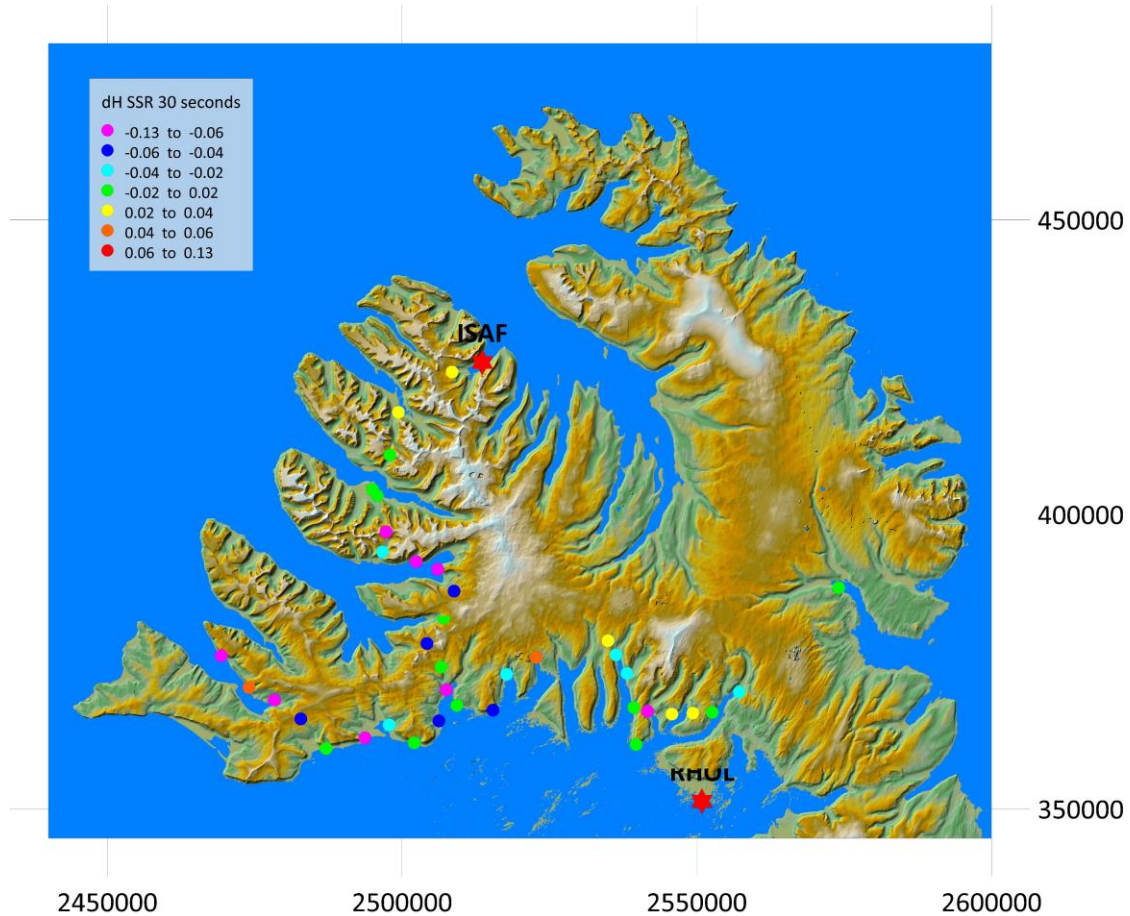 dH SSR 30 seconds
-0.13 to -0.06
-0.06 to -0.04
-0.04 to -0.02
-0.02 to 0.02
0.02 to 0.04
0.04 to 0.06
0.06 to 0.13
450000
ISAF
400000
RHOL
350000
2450000 2500000 2550000 2600000